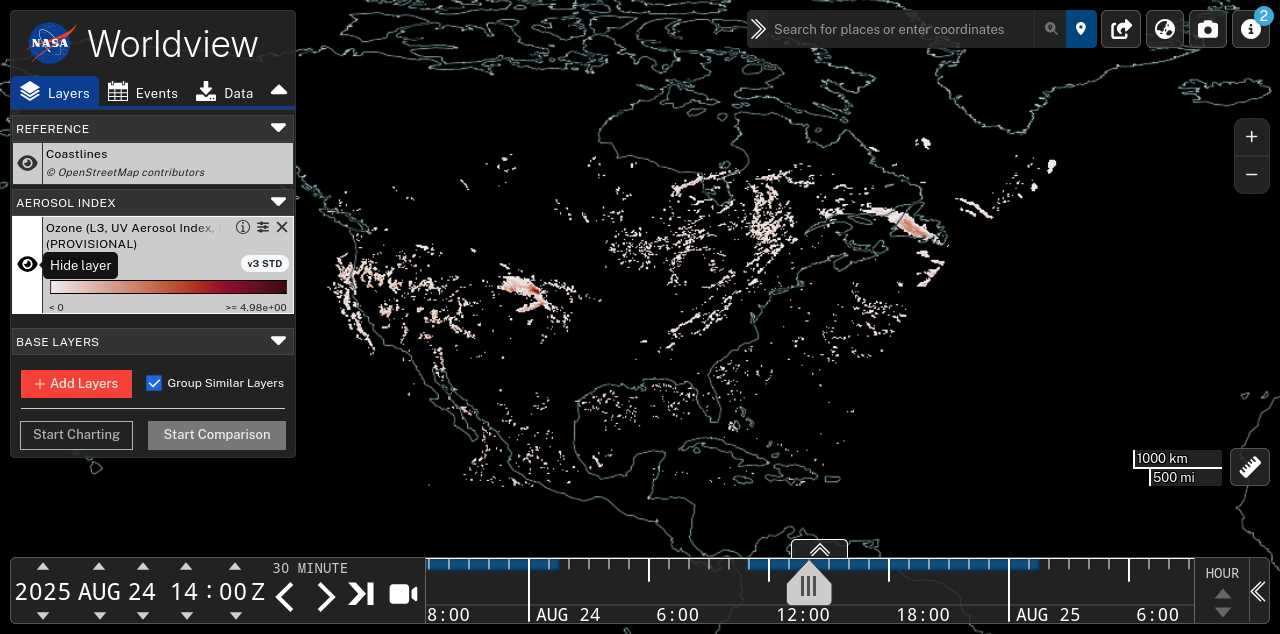 NASA
Worldview
Layers
Events
Data
REFERENCE
Coastlines
© OpenStreetMap contributors
AEROSOL INDEX
Ozone (L3, UV Aerosol Index,
(PROVISIONAL)
Hide layer
v3 STD
< 0
>= 4.98e+00
BASE LAYERS
+ Add Layers
Group Similar Layers
Start Charting
Start Comparison
Search for places or enter coordinates
2
+
−
1000 km
500 mi
2025 AUG 24 14 : 00 Z
30 MINUTE
8:00
AUG 24
6:00
12:00
18:00
AUG 25
6:00
HOUR